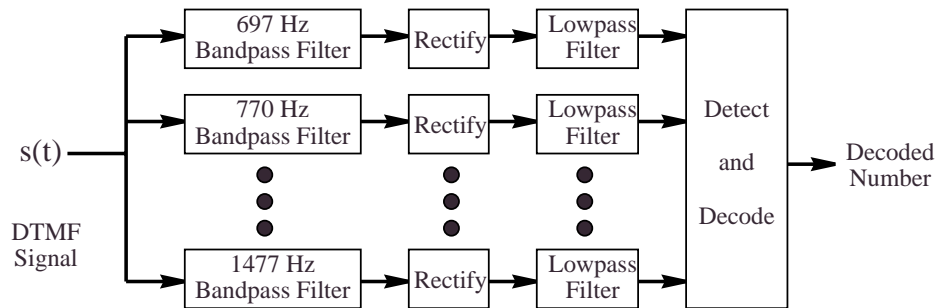 697 Hz
Bandpass Filter
Rectify
Lowpass
Filter
770 Hz
Bandpass Filter
Rectify
Lowpass
Filter
Detect
and
Decode
s(t)
Decoded
Number
DTMF
Signal
1477 Hz
Bandpass Filter
Rectify
Lowpass
Filter